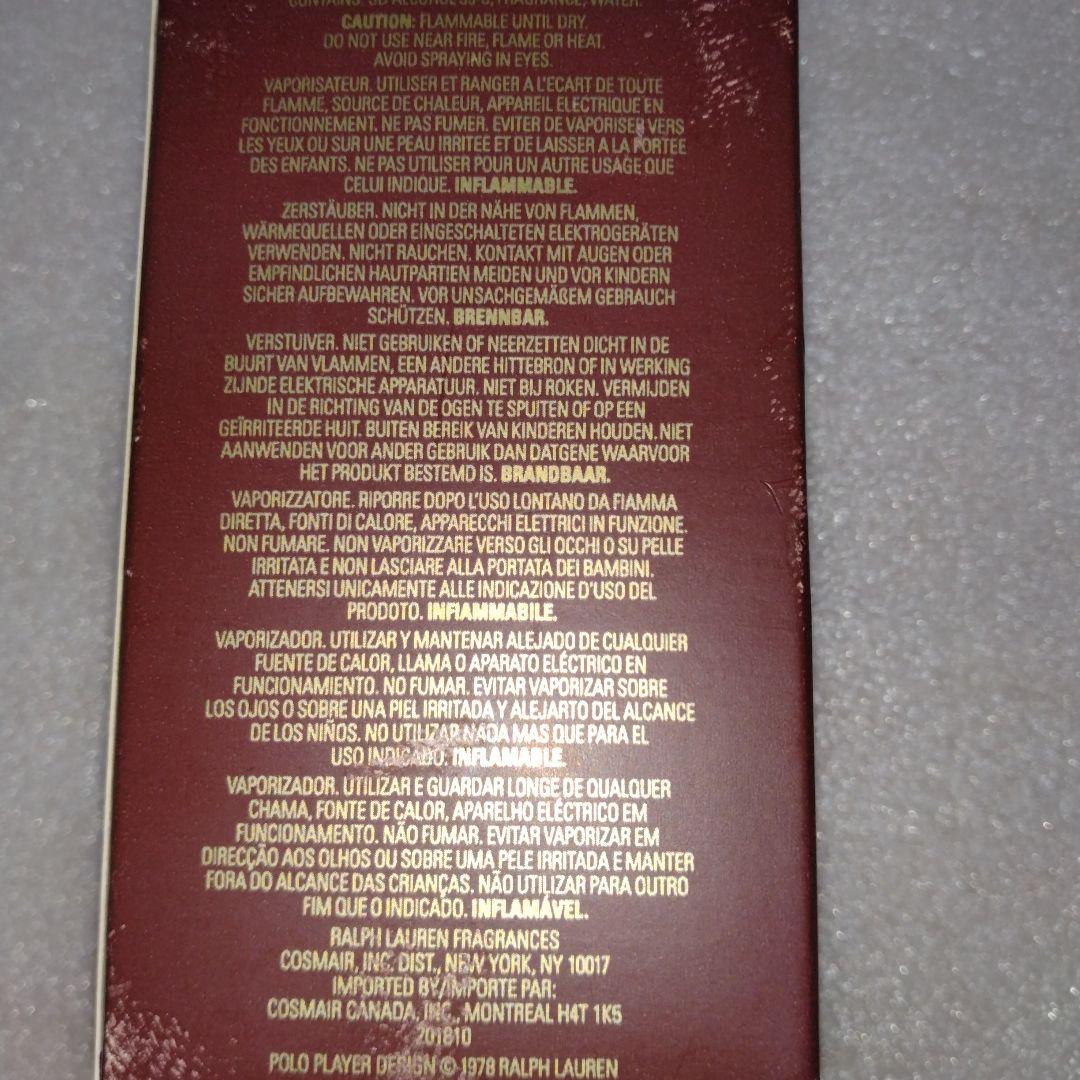 CONTAINS: SD ALCOHOL 39-C, FRAGRANCE, WATER.
CAUTION: FLAMMABLE UNTIL DRY.
DO NOT USE NEAR FIRE, FLAME OR HEAT.
AVOID SPRAYING IN EYES.
VAPORISATEUR. UTILISER ET RANGER A L'ECART DE TOUTE
FLAMME, SOURCE DE CHALEUR, APPAREIL ELECTRIQUE EN
FONCTIONNEMENT. NE PAS FUMER. EVITER DE VAPORISER VERS
LES YEUX OU SUR UNE PEAU IRRITEE ET DE LAISSER A LA PORTEE
DES ENFANTS. NE PAS UTILISER POUR UN AUTRE USAGE QUE
CELUI INDIQUE. INFLAMMABLE.
ZERSTÄUBER. NICHT IN DER NÄHE VON FLAMMEN,
WÄRMEQUELLEN ODER EINGESCHALTETEN ELEKTROGERÄTEN
VERWENDEN. NICHT RAUCHEN. KONTAKT MIT AUGEN ODER
EMPFINDLICHEN HAUTPARTIEN MEIDEN UND VOR KINDERN
SICHER AUFBEWAHREN. VOR UNSACHGEMÄßEM GEBRAUCH
SCHÜTZEN. BRENNBAR.
VERSTUIVER. NIET GEBRUIKEN OF NEERZETTEN DICHT IN DE
BUURT VAN VLAMMEN, EEN ANDERE HITTEBRON OF IN WERKING
ZIJNDE ELEKTRISCHE APPARATUUR. NIET BIJ ROKEN. VERMIJDEN
IN DE RICHTING VAN DE OGEN TE SPUITEN OF OP EEN
GEÏRRITEERDE HUIT. BUITEN BEREIK VAN KINDEREN HOUDEN. NIET
AANWENDEN VOOR ANDER GEBRUIK DAN DATGENE WAARVOOR
HET PRODUKT BESTEMD IS. BRANDBAAR.
VAPORIZZATORE. RIPORRE DOPO L'USO LONTANO DA FIAMMA
DIRETTA, FONTI DI CALORE, APPARECCHI ELETTRICI IN FUNZIONE.
NON FUMARE. NON VAPORIZZARE VERSO GLI OCCHI O SU PELLE
IRRITATA E NON LASCIARE ALLA PORTATA DEI BAMBINI.
ATTENERSI UNICAMENTE ALLE INDICAZIONE D'USO DEL
PRODOTO. INFIAMMABILE.
VAPORIZADOR. UTILIZAR Y MANTENAR ALEJADO DE CUALQUIER
FUENTE DE CALOR, LLAMA O APARATO ELÉCTRICO EN
FUNCIONAMIENTO. NO FUMAR. EVITAR VAPORIZAR SOBRE
LOS OJOS O SOBRE UNA PIEL IRRITADA Y ALEJARTO DEL ALCANCE
DE LOS NIÑOS. NO UTILIZAR NADA MAS QUE PARA EL
USO INDICADO. INFLAMABLE.
VAPORIZADOR. UTILIZAR E GUARDAR LONGE DE QUALQUER
CHAMA, FONTE DE CALOR, APARELHO ELÉCTRICO EM
FUNCIONAMENTO. NÃO FUMAR. EVITAR VAPORIZAR EM
DIRECÇÃO AOS OLHOS OU SOBRE UMA PELE IRRITADA E MANTER
FORA DO ALCANCE DAS CRIANÇAS. NÃO UTILIZAR PARA OUTRO
FIM QUE O INDICADO. INFLAMÁVEL.
RALPH LAUREN FRAGRANCES
COSMAIR, INC. DIST., NEW YORK, NY 10017
IMPORTED BY/IMPORTE PAR:
COSMAIR CANADA, INC., MONTREAL H4T 1K5
201810
POLO PLAYER DESIGN © 1978 RALPH LAUREN